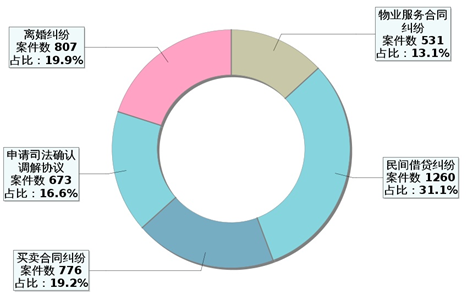 物业服务合同
纠纷
案件数 531
占比：13.1%
离婚纠纷
案件数 807
占比：19.9%
民间借贷纠纷
案件数 1260
占比：31.1%
申请司法确认
调解协议
案件数 673
占比：16.6%
买卖合同纠纷
案件数 776
占比：19.2%